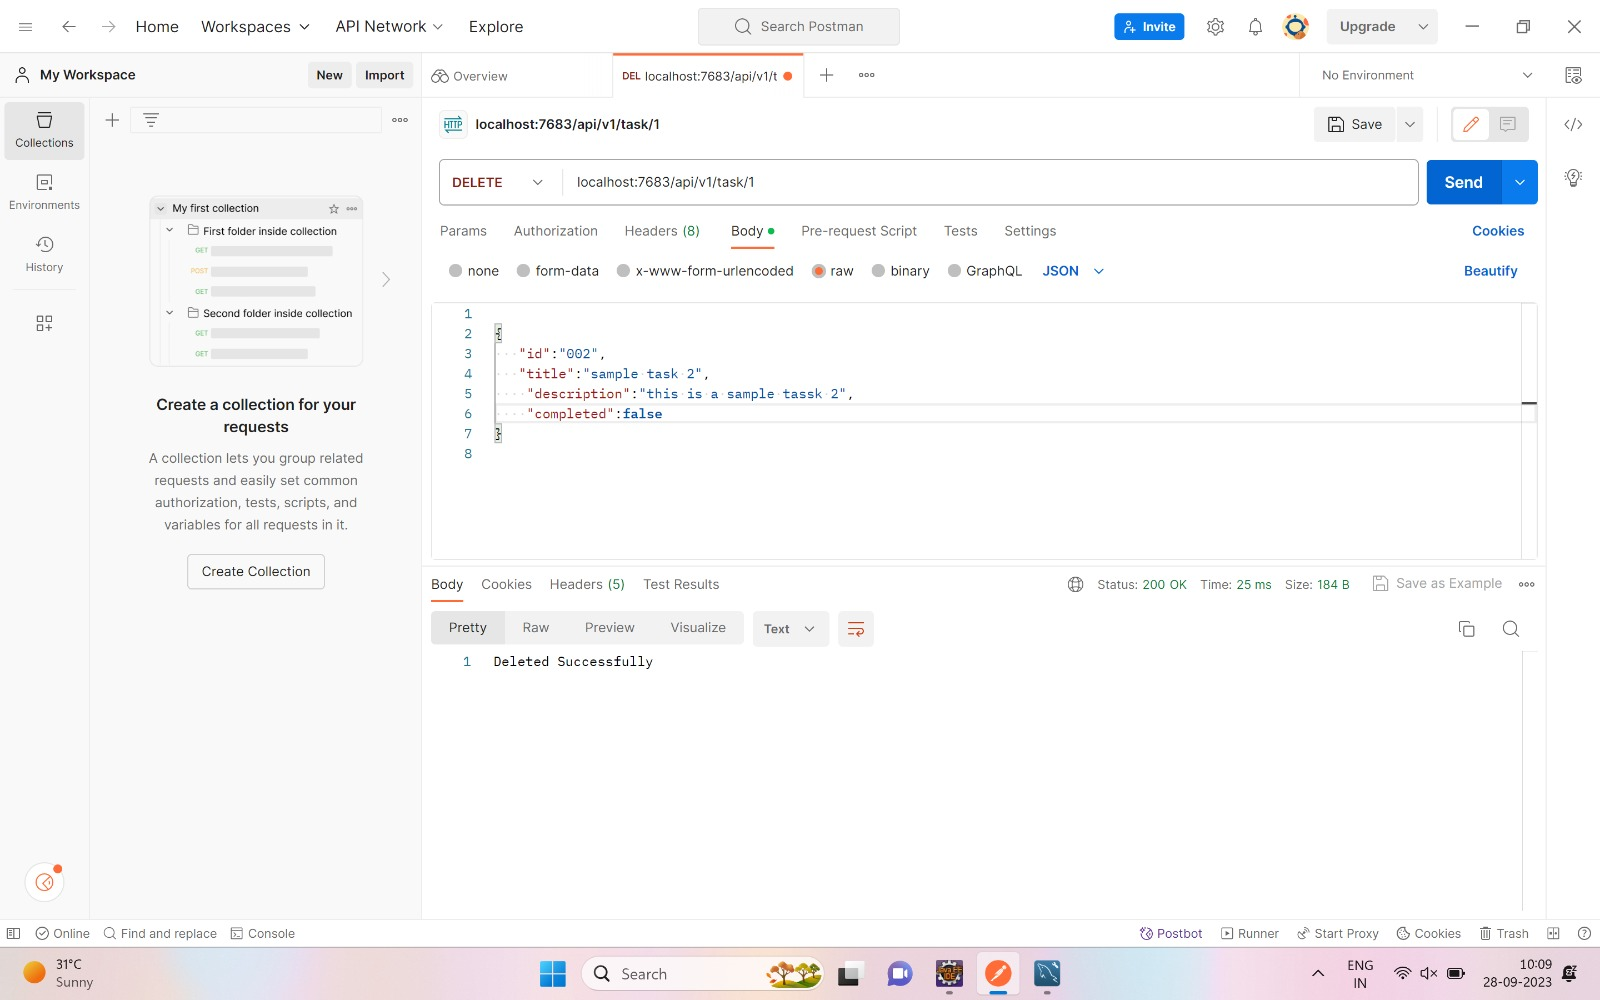 Home Workspaces API Network Explore Search Postman Invite Upgrade
My Workspace New Import Overview DEL localhost:7683/api/v1/t No Environment
Collections
Environments
History
My first collection
First folder inside collection
GET
POST
GET
Second folder inside collection
GET
GET
Create a collection for your
requests
A collection lets you group related
requests and easily set common
authorization, tests, scripts, and
variables for all requests in it.
Create Collection
HTTP localhost:7683/api/v1/task/1 Save
DELETE localhost:7683/api/v1/task/1 Send
Params Authorization Headers (8) Body Pre-request Script Tests Settings Cookies
none form-data x-www-form-urlencoded raw binary GraphQL JSON Beautify
1
2 {
3 "id":"002",
4 "title":"sample task 2",
5 "description":"this is a sample tassk 2",
6 "completed":false
7 }
8
Body Cookies Headers (5) Test Results Status: 200 OK Time: 25 ms Size: 184 B Save as Example
Pretty Raw Preview Visualize Text
1 Deleted Successfully
Online Find and replace Console Postbot Runner Start Proxy Cookies Trash
31°C
Sunny
Search
ENG
IN
10:09
28-09-2023